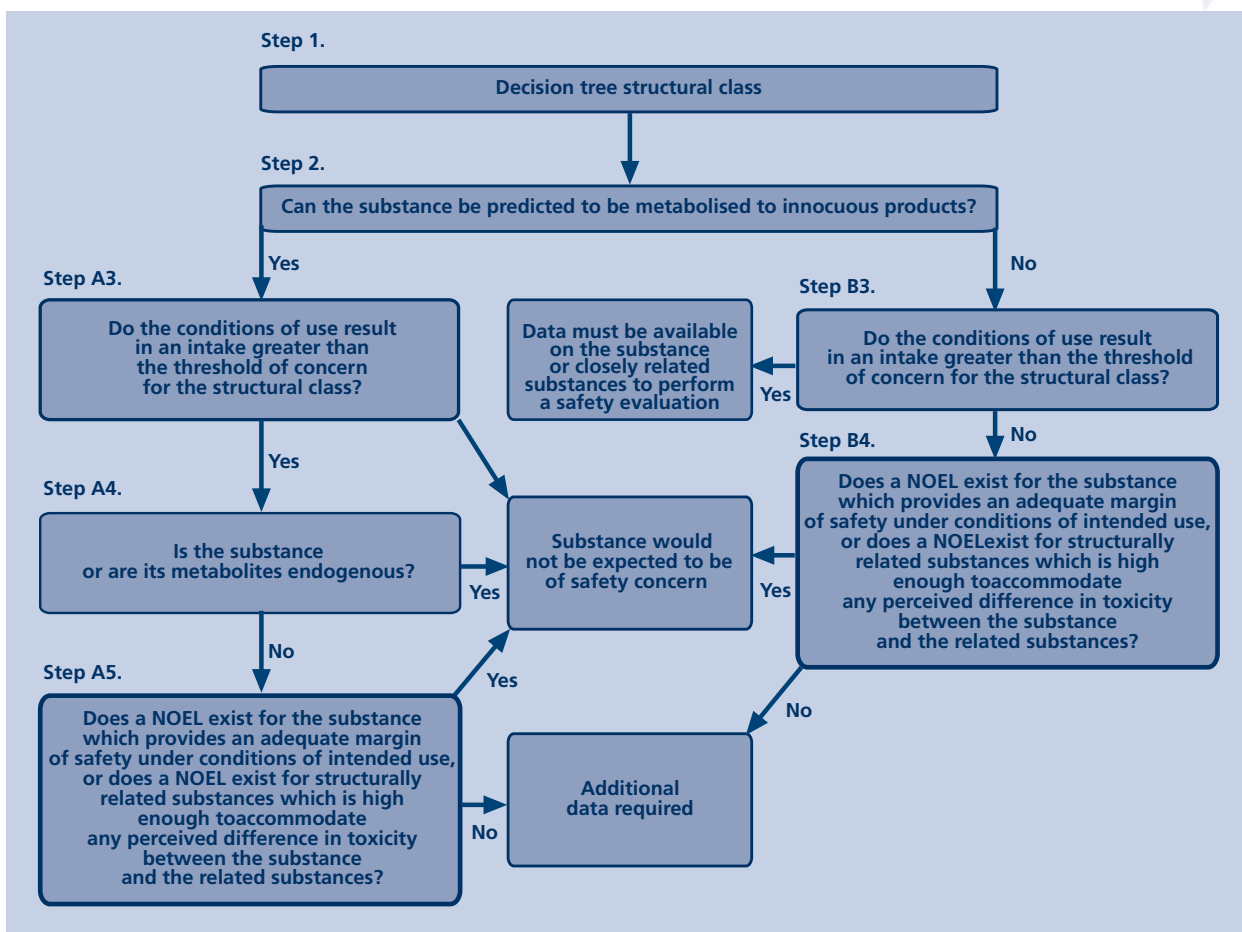 Step 1.
Decision tree structural class
Step 2.
Can the substance be predicted to be metabolised to innocuous products?
Yes
No
Step A3.
Do the conditions of use result
in an intake greater than
the threshold of concern
for the structural class?
Data must be available
on the substance
or closely related
substances to perform
a safety evaluation
Yes
Step B3.
Do the conditions of use result
in an intake greater than the threshold
of concern for the structural class?
Yes
No
Step A4.
Is the substance
or are its metabolites endogenous?
Yes
Substance would
not be expected to be
of safety concern
Yes
Step B4.
Does a NOEL exist for the substance
which provides an adequate margin
of safety under conditions of intended use,
or does a NOELexist for structurally
related substances which is high
enough toaccommodate
any perceived difference in toxicity
between the substance
and the related substances?
No
Step A5.
Yes
No
Does a NOEL exist for the substance
which provides an adequate margin
of safety under conditions of intended use,
or does a NOEL exist for structurally
related substances which is high
enough toaccommodate
any perceived difference in toxicity
between the substance
and the related substances?
No
Additional
data required